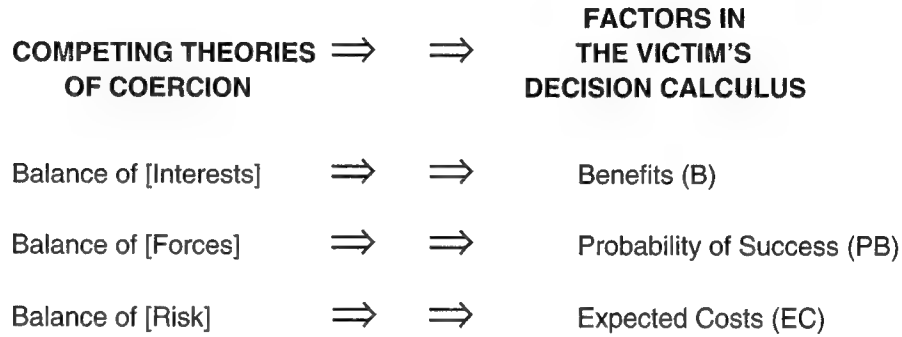 COMPETING THEORIES ⇒ ⇒ FACTORS IN
OF COERCION THE VICTIM'S
DECISION CALCULUS
Balance of [Interests] ⇒ ⇒ Benefits (B)
Balance of [Forces] ⇒ ⇒ Probability of Success (PB)
Balance of [Risk] ⇒ ⇒ Expected Costs (EC)